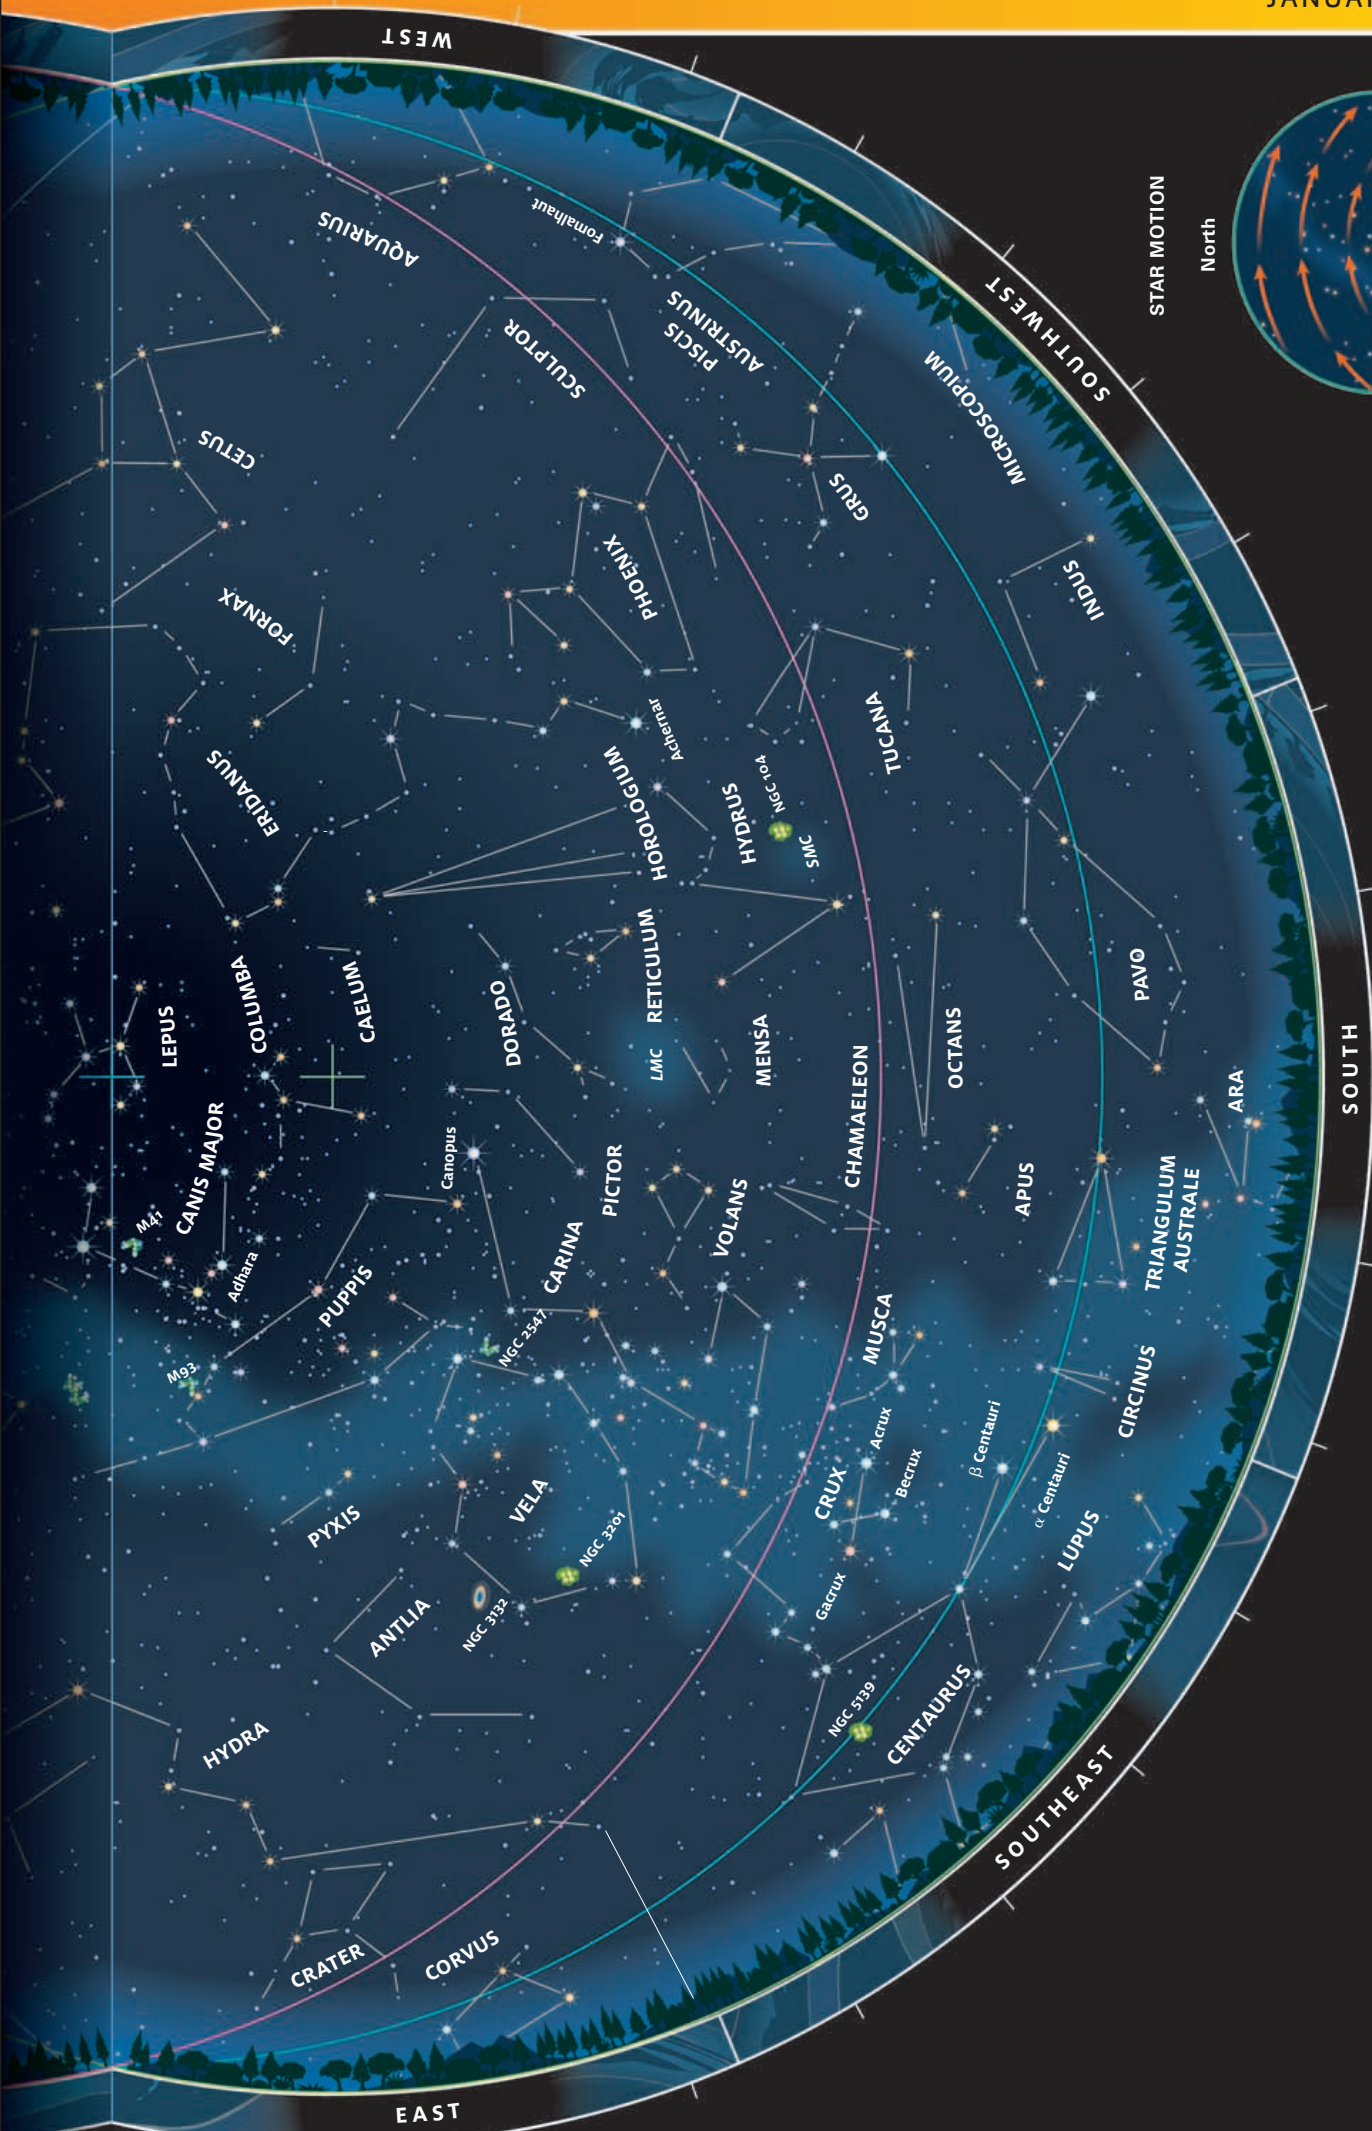 WEST
AQUARIUS
Fomalhaut
SCULPTOR
PISCIS
AUSTRINUS
MICROSCOPIUM
SOUTHWEST
STAR MOTION
North
CETUS
GRUS
PHOENIX
INDUS
FORNAX
Achernar
TUCANA
ERIDANUS
HOROLOGIUM
HYDRUS
NGC 104
SMC
RETICULUM
PAVO
LEPUS
COLUMBA
CAELUM
DORADO
LMC
MENSA
CHAMAELEON
OCTANS
SOUTH
ARA
CANIS MAJOR
Canopus
PICTOR
VOLANS
APUS
TRIANGULUM
AUSTRALE
M41
Adhara
PUPPIS
CARINA
NGC 2547
MUSCA
CIRCINUS
M93
Acrux
β Centauri
Becrux
CRUX
α Centauri
PYXIS
VELA
NGC 3201
LUPUS
Gacrux
ANTLIA
NGC 3132
CENTAURUS
NGC 5139
HYDRA
SOUTHEAST
CRATER
CORVUS
EAST